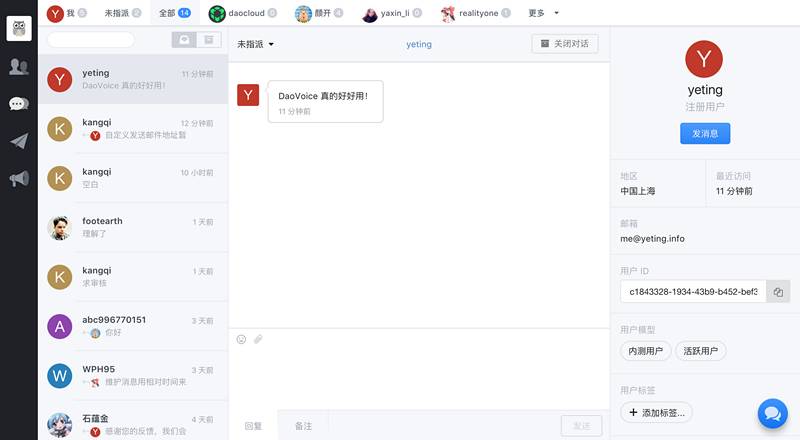 Y 我 5 未指派 2 全部 14 daocloud 0 颜开 4 yaxin_li 0 realityone 1 更多
Y yeting 11 分钟前
DaoVoice 真的好好用!
K kangqi 12 分钟前
Y 自定义发送邮件地址暂
K kangqi 10 小时前
空白
footearth 1 天前
理解了
K kangqi 1 天前
求审核
A abc996770151 3 天前
你好
W WPH95 3 天前
维护消息用相对时间来
石蕴金 4 天前
Y 感谢您的反馈，我们会
未指派 yeting 关闭对话
Y DaoVoice 真的好好用!
11 分钟前
回复 备注 发送
Y
yeting
注册用户
发消息
地区 最近访问
中国上海 11 分钟前
邮箱
me@yeting.info
用户 ID
c1843328-1934-43b9-b452-bef3
用户模型
内测用户 活跃用户
用户标签
+ 添加标签...